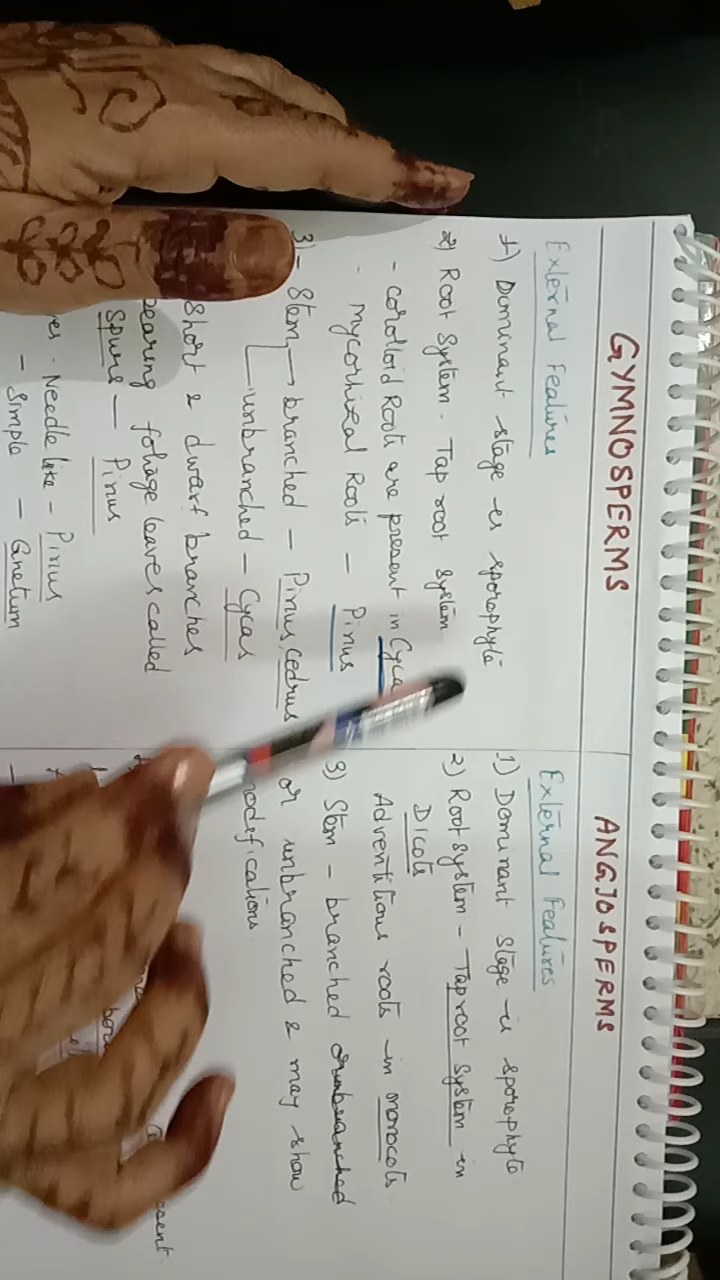 GYMNOSPERMS
External Features
1) Dominant stage is sporophyte
2) Root System - Tap root system
- corolloid Roots are present in Cyca
- Mycorhizal Roots - Pinus
3) - Stem → branched - Pinus, Cedrus
unbranched - Cycas
Short & dwarf branches
bearing foliage leaves called
Spurs - Pinus
Needle like - Pinus
- Simple - Gnetum
ANGIOSPERMS
External Features
1) Dominant Stage is sporophyte.
2) Root System - Tap root System in
Dicots
Adventitious roots in monocots.
3) Stem - branched
or unbranched & may show
modifications.